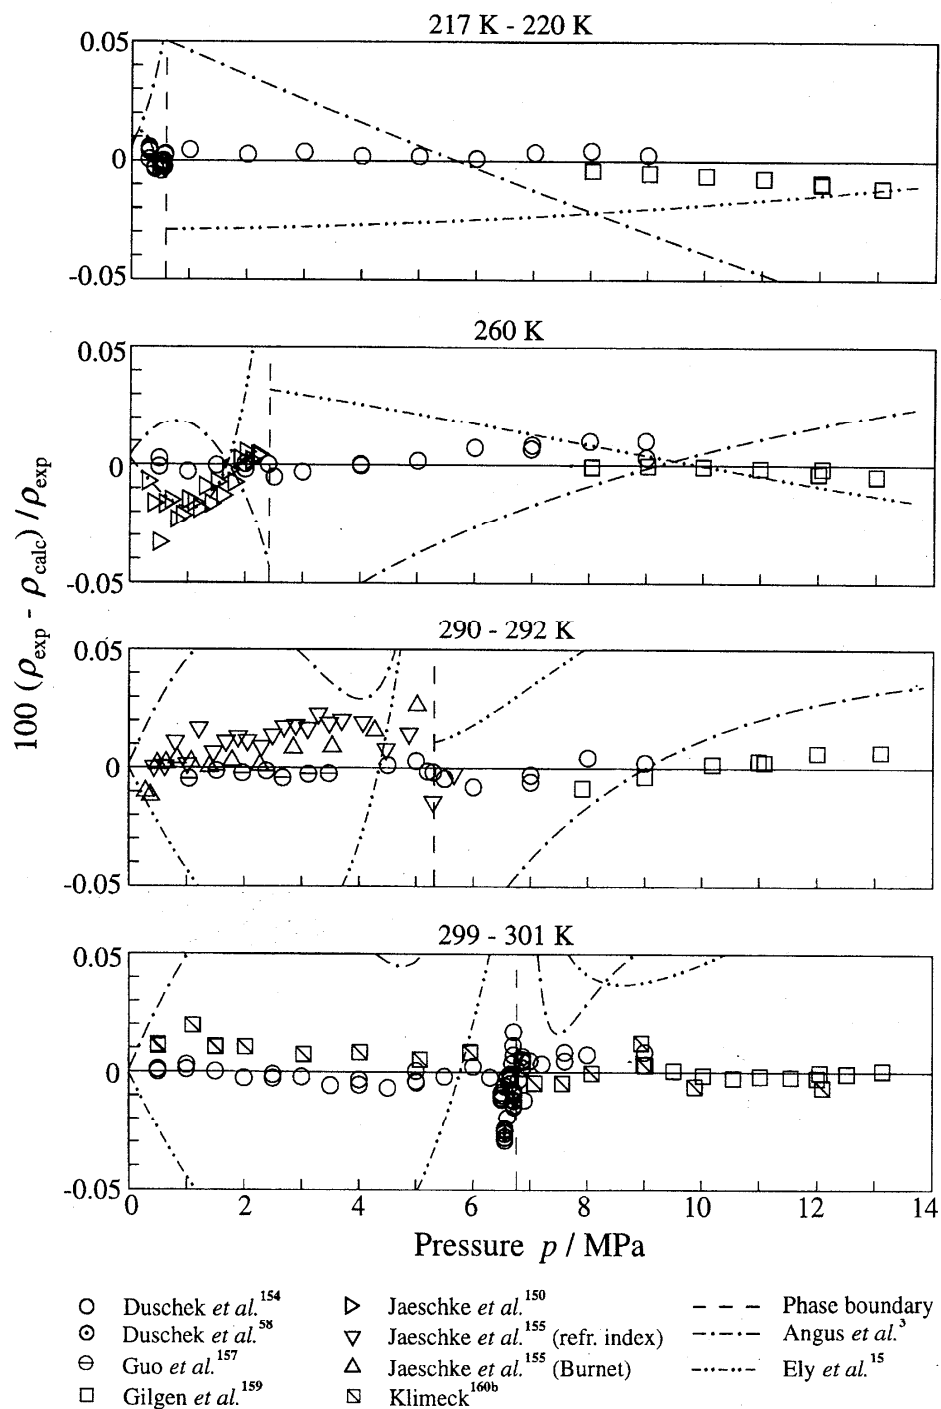 217 K - 220 K
0.05
0
-0.05
260 K
0.05
0
-0.05
290 - 292 K
0.05
0
-0.05
299 - 301 K
0.05
0
-0.05
100 (ρexp - ρcalc) / ρexp
0 2 4 6 8 10 12 14
Pressure p / MPa
Duschek et al.154
Duschek et al.58
Guo et al.157
Gilgen et al.159
Jaeschke et al.150
Jaeschke et al.155 (refr. index)
Jaeschke et al.155 (Burnet)
Klimeck160b
Phase boundary
Angus et al.3
Ely et al.15